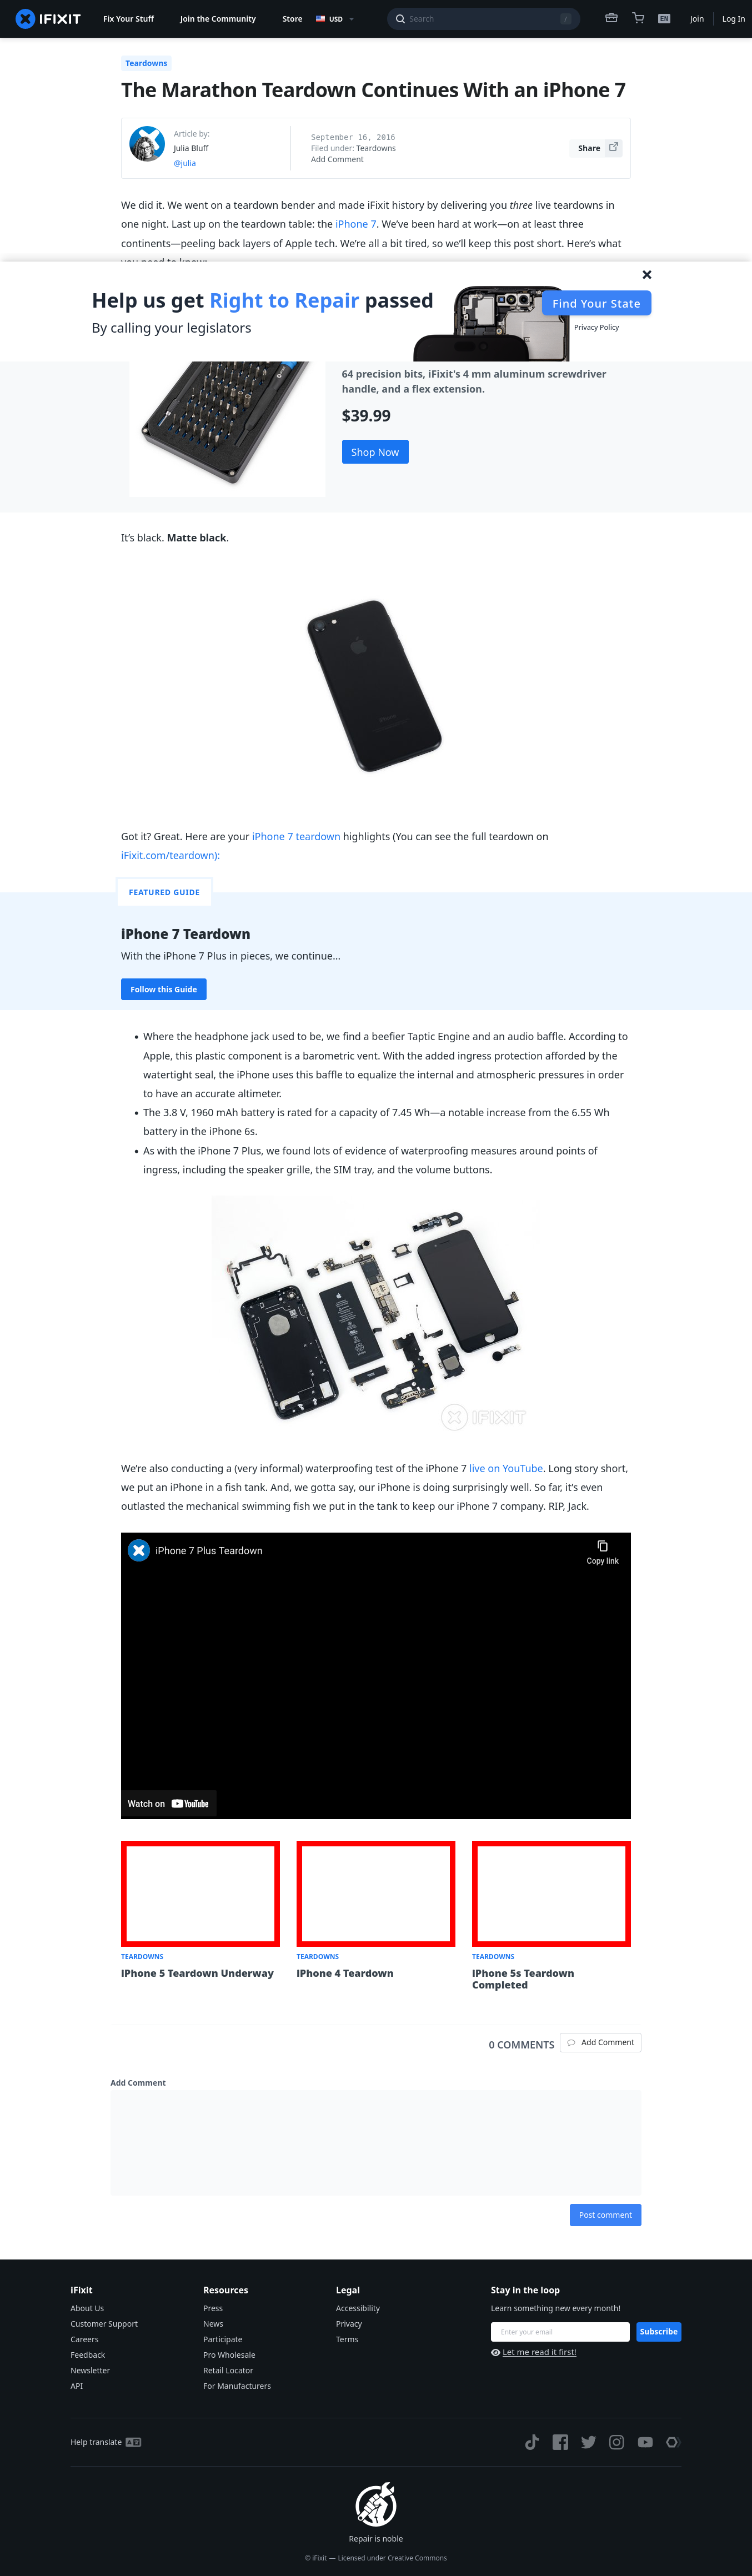 IFIXIT
Fix Your Stuff
Join the Community
Store
USD
Search
/
EN
Join
Log In
Teardowns
The Marathon Teardown Continues With an iPhone 7
Article by:
Julia Bluff
@julia
September 16, 2016
Filed under: Teardowns
Add Comment
Share
We did it. We went on a teardown bender and made iFixit history by delivering you three live teardowns in
one night. Last up on the teardown table: the iPhone 7. We’ve been hard at work—on at least three
continents—peeling back layers of Apple tech. We’re all a bit tired, so we’ll keep this post short. Here’s what
Help us get Right to Repair passed
By calling your legislators
Find Your State
Privacy Policy
64 precision bits, iFixit's 4 mm aluminum screwdriver
handle, and a flex extension.
$39.99
Shop Now
It's black. Matte black.
Got it? Great. Here are your iPhone 7 teardown highlights (You can see the full teardown on
iFixit.com/teardown):
FEATURED GUIDE
iPhone 7 Teardown
With the iPhone 7 Plus in pieces, we continue...
Follow this Guide
Where the headphone jack used to be, we find a beefier Taptic Engine and an audio baffle. According to
Apple, this plastic component is a barometric vent. With the added ingress protection afforded by the
watertight seal, the iPhone uses this baffle to equalize the internal and atmospheric pressures in order
to have an accurate altimeter.
The 3.8 V, 1960 mAh battery is rated for a capacity of 7.45 Wh—a notable increase from the 6.55 Wh
battery in the iPhone 6s.
As with the iPhone 7 Plus, we found lots of evidence of waterproofing measures around points of
ingress, including the speaker grille, the SIM tray, and the volume buttons.
IFIXIT
We’re also conducting a (very informal) waterproofing test of the iPhone 7 live on YouTube. Long story short,
we put an iPhone in a fish tank. And, we gotta say, our iPhone is doing surprisingly well. So far, it’s even
outlasted the mechanical swimming fish we put in the tank to keep our iPhone 7 company. RIP, Jack.
iPhone 7 Plus Teardown
Copy link
Watch on YouTube
TEARDOWNS
iPhone 5 Teardown Underway
TEARDOWNS
iPhone 4 Teardown
TEARDOWNS
iPhone 5s Teardown
Completed
0 COMMENTS
Add Comment
Add Comment
Post comment
iFixit
About Us
Customer Support
Careers
Feedback
Newsletter
API
Resources
Press
News
Participate
Pro Wholesale
Retail Locator
For Manufacturers
Legal
Accessibility
Privacy
Terms
Stay in the loop
Learn something new every month!
Enter your email
Subscribe
Let me read it first!
Help translate
Repair is noble
© iFixit — Licensed under Creative Commons